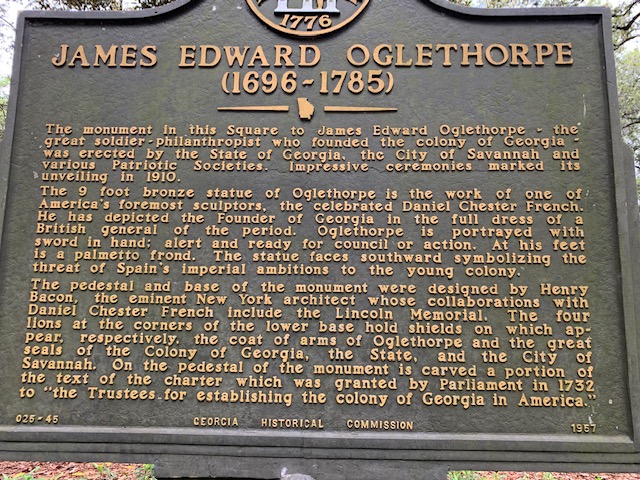 1776
JAMES EDWARD OGLETHORPE
(1696-1785)
The monument in this Square to James Edward Oglethorpe - the
great soldier-philanthropist who founded the colony of Georgia -
was erected by the State of Georgia, the City of Savannah and
various Patriotic Societies. Impressive ceremonies marked its
unveiling in 1910.
The 9 foot bronze statue of Oglethorpe is the work of one of
America's foremost sculptors, the celebrated Daniel Chester French.
He has depicted the Founder of Georgia in the full dress of a
British general of the period. Oglethorpe is portrayed with
sword in hand; alert and ready for council or action. At his feet
is a palmetto frond. The statue faces southward symbolizing the
threat of Spain's imperial ambitions to the young colony.
The pedestal and base of the monument were designed by Henry
Bacon, the eminent New York architect whose collaborations with
Daniel Chester French include the Lincoln Memorial. The four
lions at the corners of the lower base hold shields on which ap-
pear, respectively, the coat of arms of Oglethorpe and the great
seals of the Colony of Georgia, the State, and the City of
Savannah. On the pedestal of the monument is carved a portion of
the text of the charter which was granted by Parliament in 1732
to "the Trustees for establishing the colony of Georgia in America."
025-45 GEORGIA HISTORICAL COMMISSION 1957